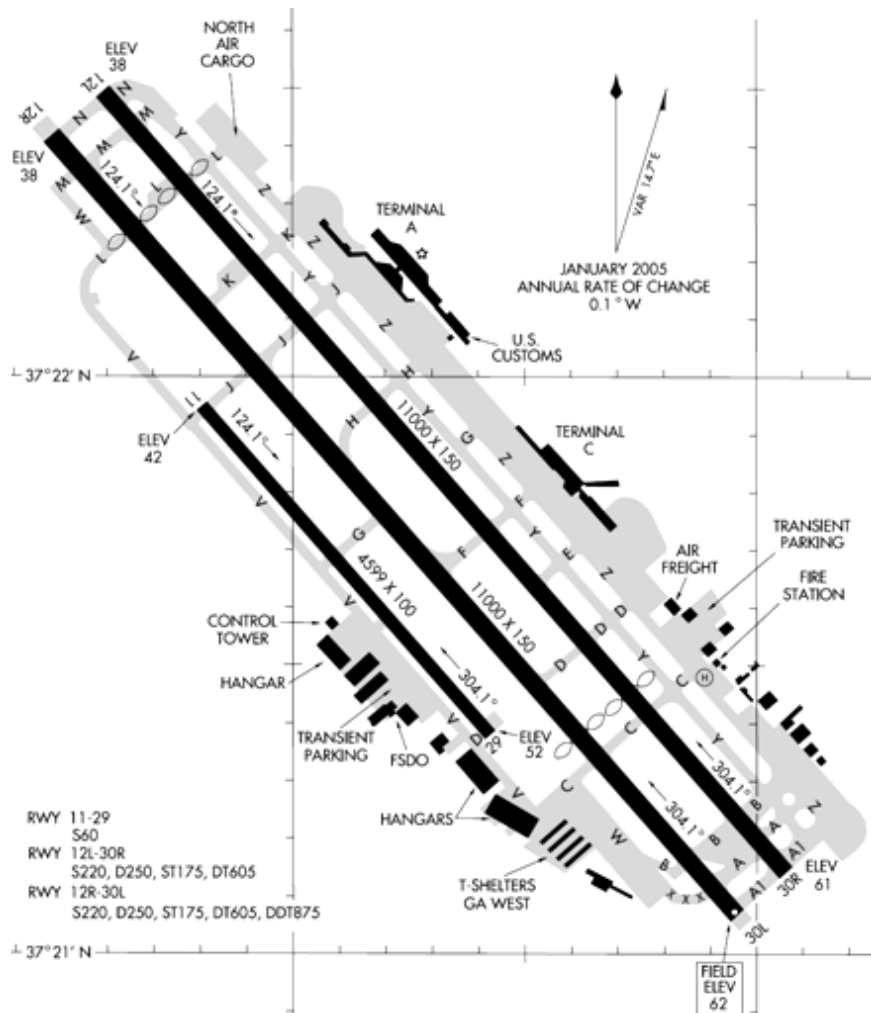 ELEV
38
NORTH
AIR
CARGO
12L
12R
ELEV
38
N
N
W
Y
W
W
W
L
L
L
L
Z
124.1°
124.1°
VAR 14.7° E
JANUARY 2005
ANNUAL RATE OF CHANGE
0.1° W
TERMINAL
A
U.S.
CUSTOMS
K
Z
K
Y
J
Z
J
J
J
V
H
H
37°22' N
11
124.1°
ELEV
42
11000 X 150
Y
G
Z
TERMINAL
C
F
Y
E
Z
V
G
F
4599 X 100
11000 X 150
V
D
D
D
Y
C
AIR
FREIGHT
TRANSIENT
PARKING
FIRE
STATION
H
CONTROL
TOWER
HANGAR
TRANSIENT
PARKING
FSDO
304.1°
V
D
29
ELEV
52
C
C
Y
V
HANGARS
W
304.1°
304.1°
B
B
B
A
A
Z
A1
A1
X X X
T-SHELTERS
GA WEST
30R
ELEV
61
30L
RWY 11-29
S60
RWY 12L-30R
S220, D250, ST175, DT605
RWY 12R-30L
S220, D250, ST175, DT605, DDT875
37°21' N
FIELD
ELEV
62